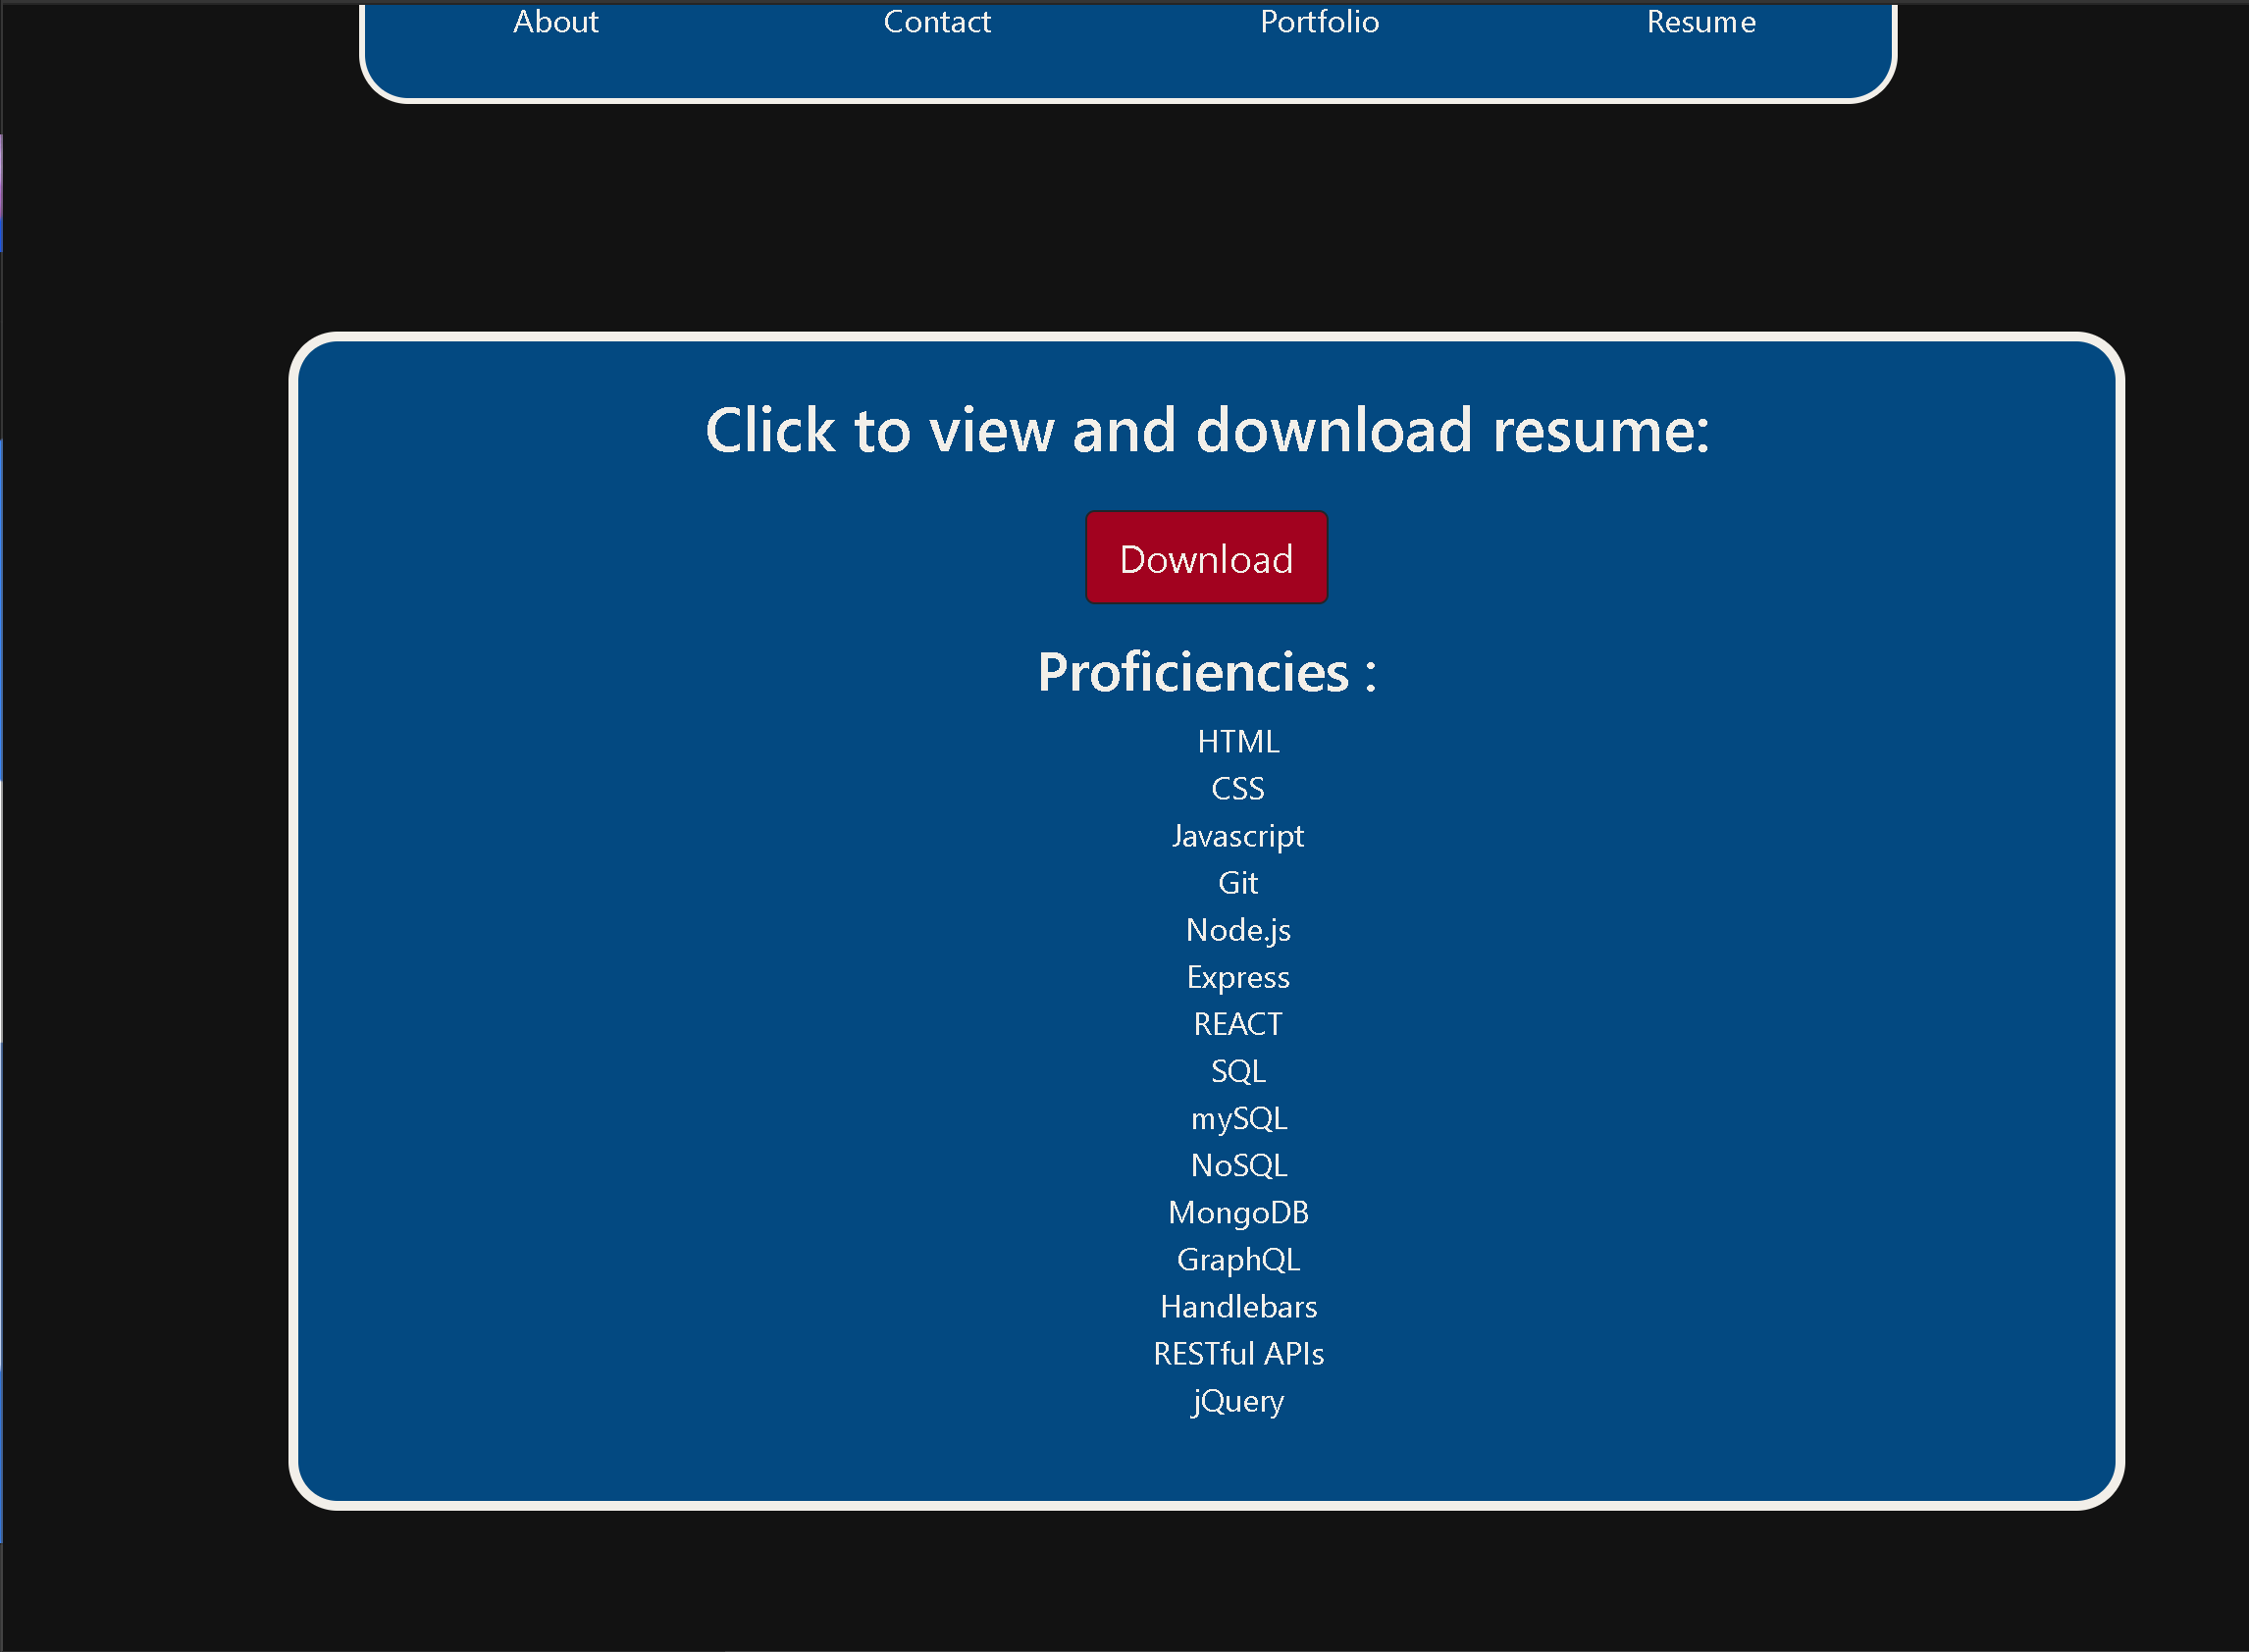 About Contact Portfolio Resume
Click to view and download resume:
Download
Proficiencies :
HTML
CSS
Javascript
Git
Node.js
Express
REACT
SQL
mySQL
NoSQL
MongoDB
GraphQL
Handlebars
RESTful APIs
jQuery